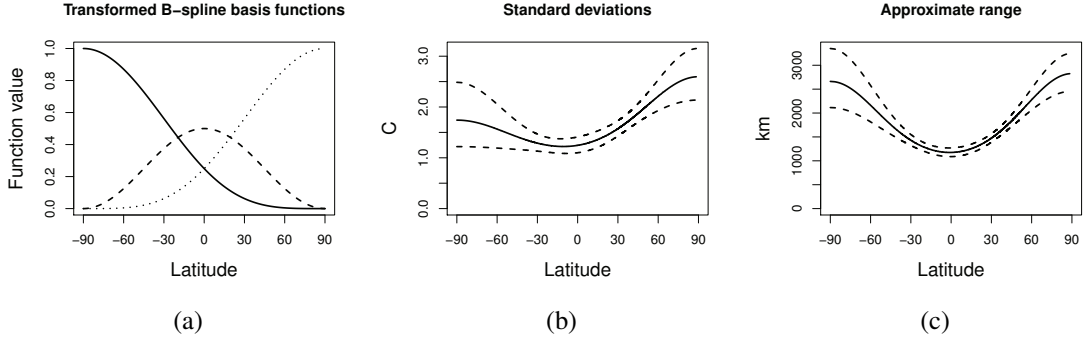 Transformed B−spline basis functions
Function value
0.0 0.2 0.4 0.6 0.8 1.0
−90 −60 −30 0 30 60 90
Latitude
(a)
Standard deviations
C
0.0 1.0 2.0 3.0
−90 −60 −30 0 30 60 90
Latitude
(b)
Approximate range
km
0 1000 2000 3000
−90 −60 −30 0 30 60 90
Latitude
(c)